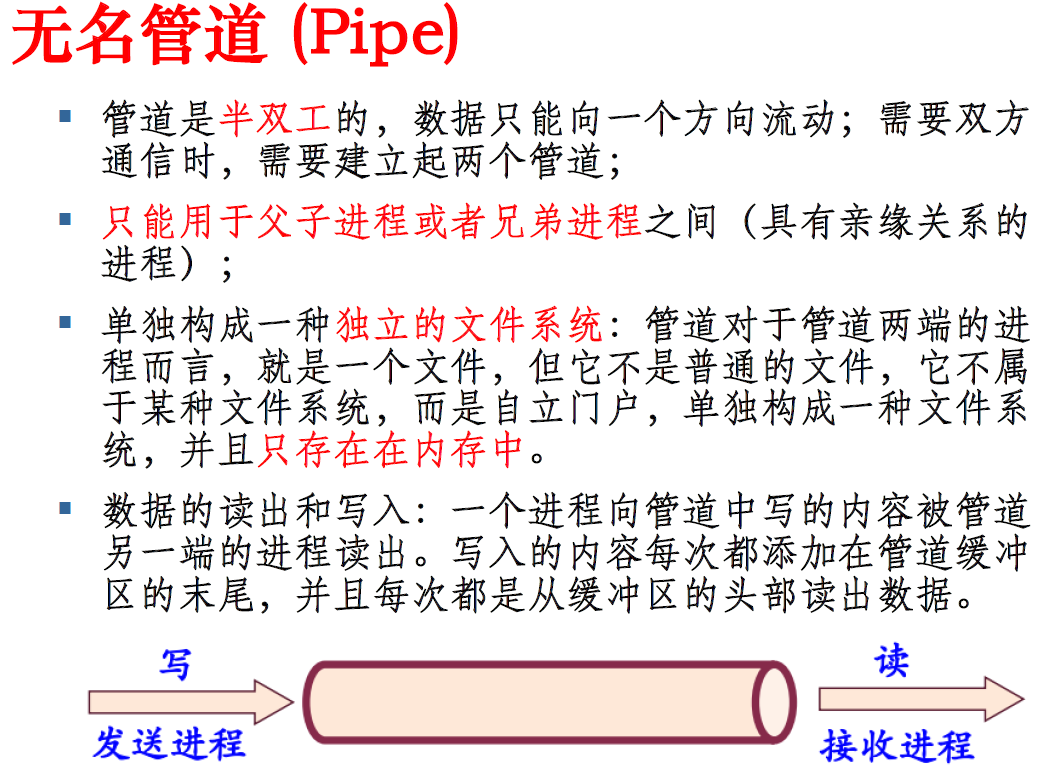 无名管道 (Pipe)
管道是半双工的，数据只能向一个方向流动；需要双方
通信时，需要建立起两个管道；
只能用于父子进程或者兄弟进程之间（具有亲缘关系的
进程）；
单独构成一种独立的文件系统：管道对于管道两端的进
程而言，就是一个文件，但它不是普通的文件，它不属
于某种文件系统，而是自立门户，单独构成一种文件系
统，并且只存在在内存中。
数据的读出和写入：一个进程向管道中写的内容被管道
另一端的进程读出。写入的内容每次都添加在管道缓冲
区的末尾，并且每次都是从缓冲区的头部读出数据。
写
读
发送进程
接收进程